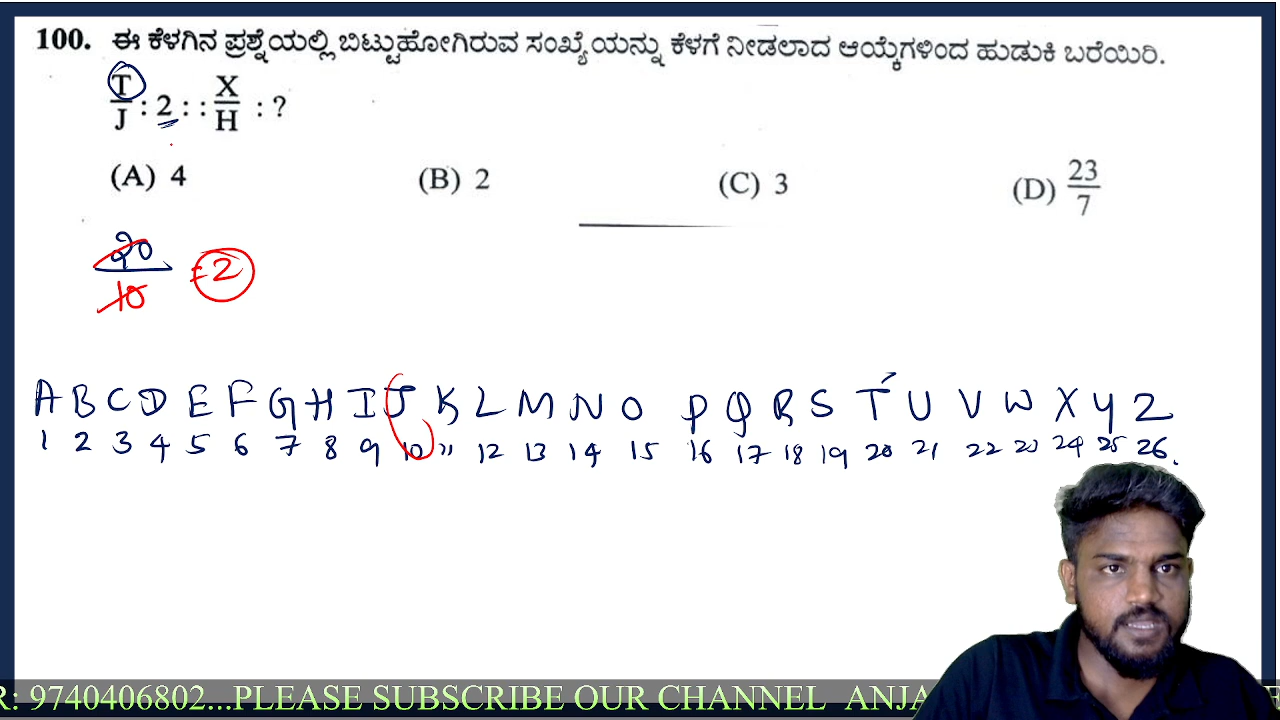 100. ಈ ಕೆಳಗಿನ ಪ್ರಶ್ನೆಯಲ್ಲಿ ಬಿಟ್ಟುಹೋಗಿರುವ ಸಂಖ್ಯೆಯನ್ನು ಕೆಳಗೆ ನೀಡಲಾದ ಆಯ್ಕೆಗಳಿಂದ ಹುಡುಕಿ ಬರೆಯಿರಿ.
T/J : 2 : : X/H : ?
(A) 4 (B) 2 (C) 3 (D) 23/7
20/10 = 2
A B C D E F G H I J K L M N O P Q R S T U V W X Y Z
1 2 3 4 5 6 7 8 9 10 11 12 13 14 15 16 17 18 19 20 21 22 23 24 25 26.
R: 9740406802...PLEASE SUBSCRIBE OUR CHANNEL ANJA